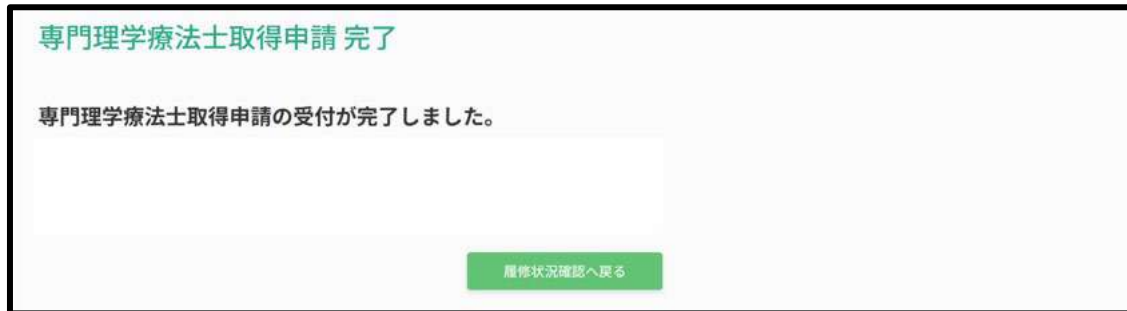 専門理学療法士取得申請 完了
専門理学療法士取得申請の受付が完了しました。
履修状況確認へ戻る